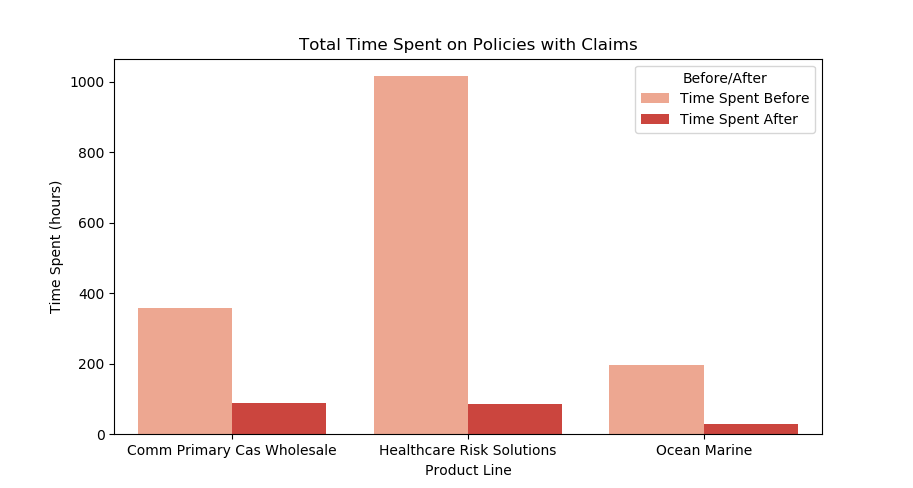 Total Time Spent on Policies with Claims
Before/After
Time Spent Before
Time Spent After
Time Spent (hours)
1000
800
600
400
200
0
Comm Primary Cas Wholesale
Healthcare Risk Solutions
Ocean Marine
Product Line